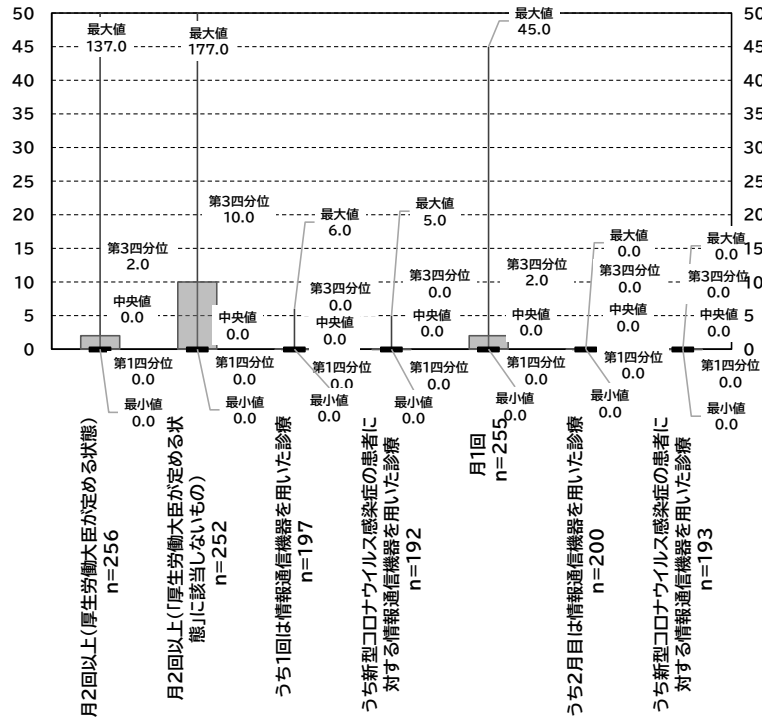 50
45
40
35
30
25
20
15
10
5
0
最大値
137.0
第3四分位
2.0
中央値
0.0
第1四分位
0.0
最小値
0.0
最大値
177.0
第3四分位
10.0
中央値
0.0
第1四分位
0.0
最小値
0.0
最大値
6.0
第3四分位
0.0
中央値
0.0
第1四分位
0.0
最小値
0.0
最大値
5.0
第3四分位
0.0
中央値
0.0
第1四分位
0.0
最小値
0.0
最大値
45.0
第3四分位
2.0
中央値
0.0
第1四分位
0.0
最小値
0.0
最大値
0.0
第3四分位
0.0
中央値
0.0
第1四分位
0.0
最小値
0.0
最大値
0.0
第3四分位
0.0
中央値
0.0
第1四分位
0.0
最小値
0.0
50
45
40
35
30
25
20
15
10
5
0
月2回以上(厚生労働大臣が定める状態)
n=256
月2回以上(「厚生労働大臣が定める状
態」に該当しないもの)
n=252
うち1回は情報通信機器を用いた診療
n=197
うち新型コロナウイルス感染症の患者に
対する情報通信機器を用いた診療
n=192
月1回
n=255
うち2月目は情報通信機器を用いた診療
n=200
うち新型コロナウイルス感染症の患者に
対する情報通信機器を用いた診療
n=193